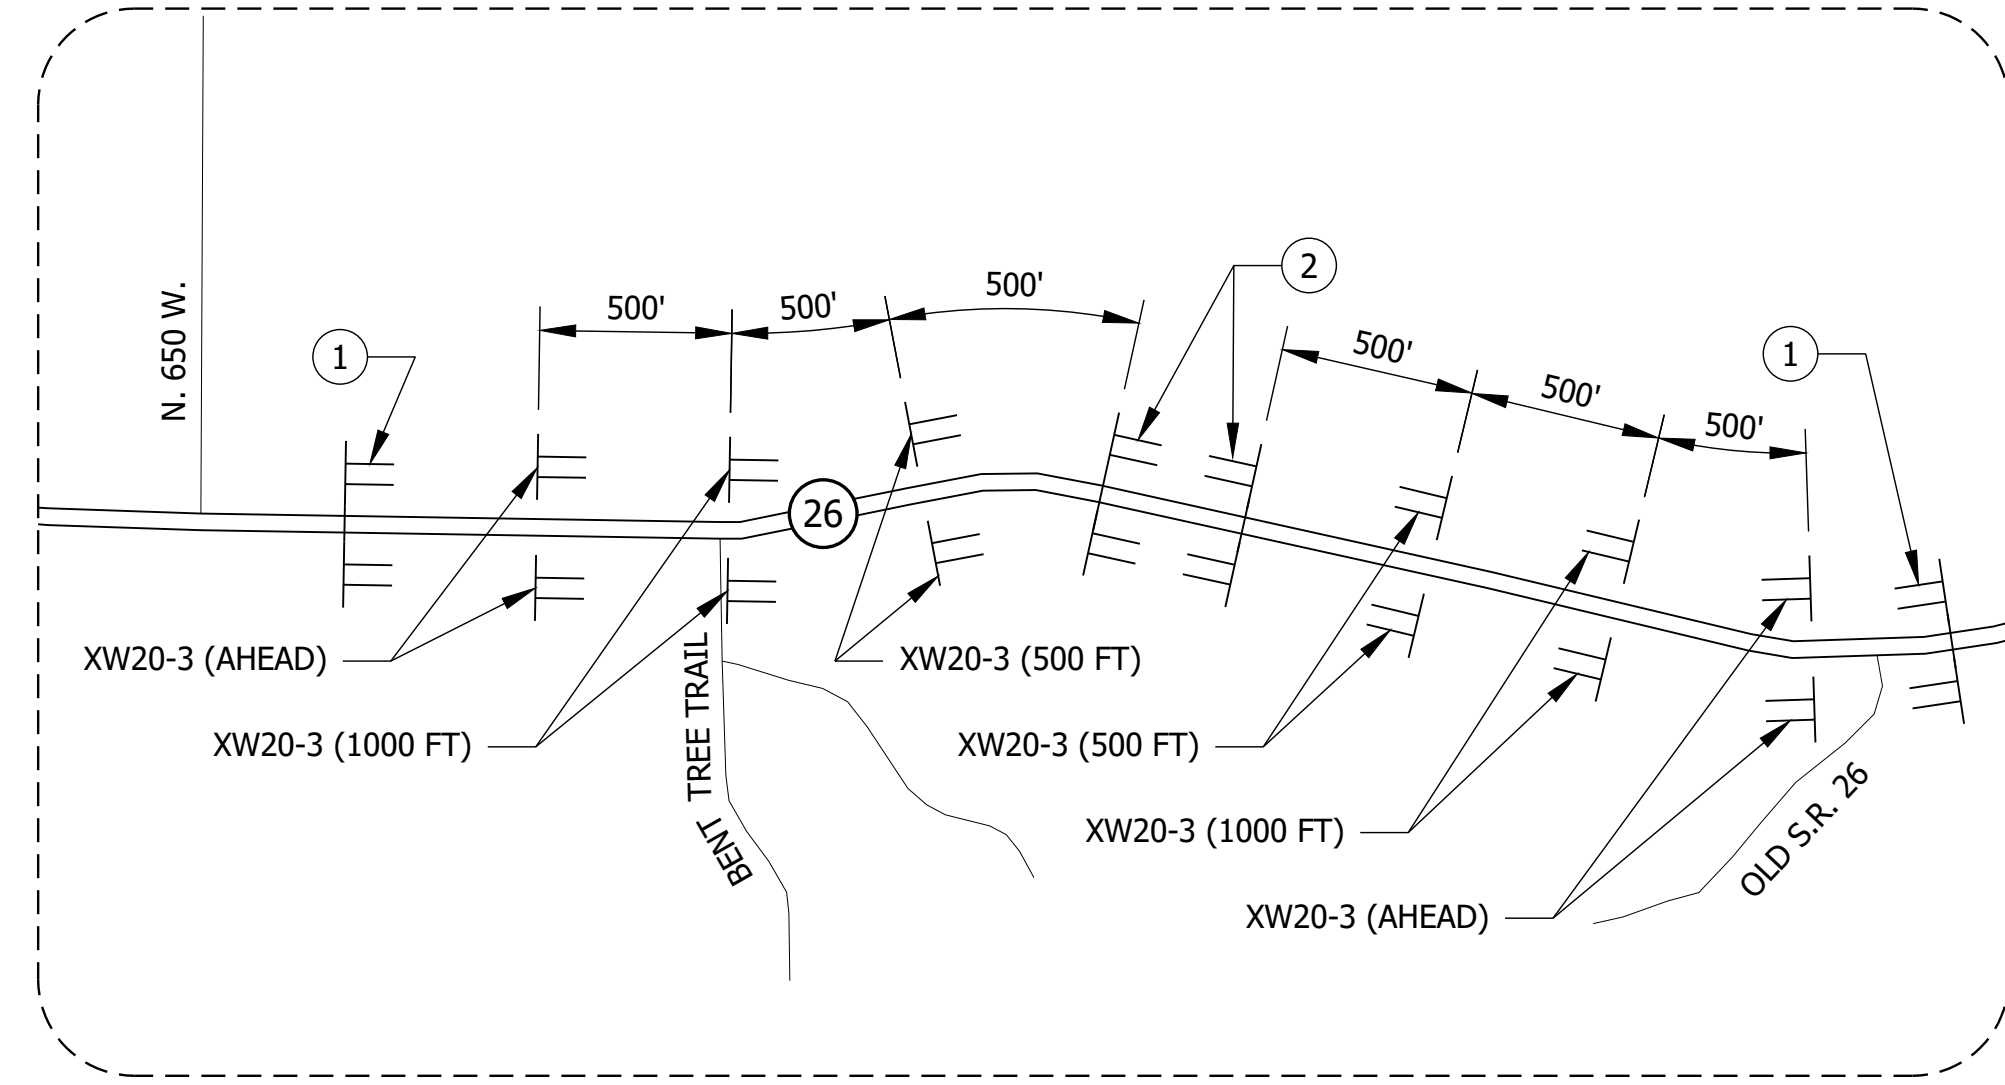 N. 650 W.
1
500'
500'
500'
2
500'
500'
500'
1
26
XW20-3 (AHEAD)
XW20-3 (500 FT)
XW20-3 (1000 FT)
XW20-3 (500 FT)
BENT TREE TRAIL
XW20-3 (1000 FT)
XW20-3 (AHEAD)
OLD S.R. 26